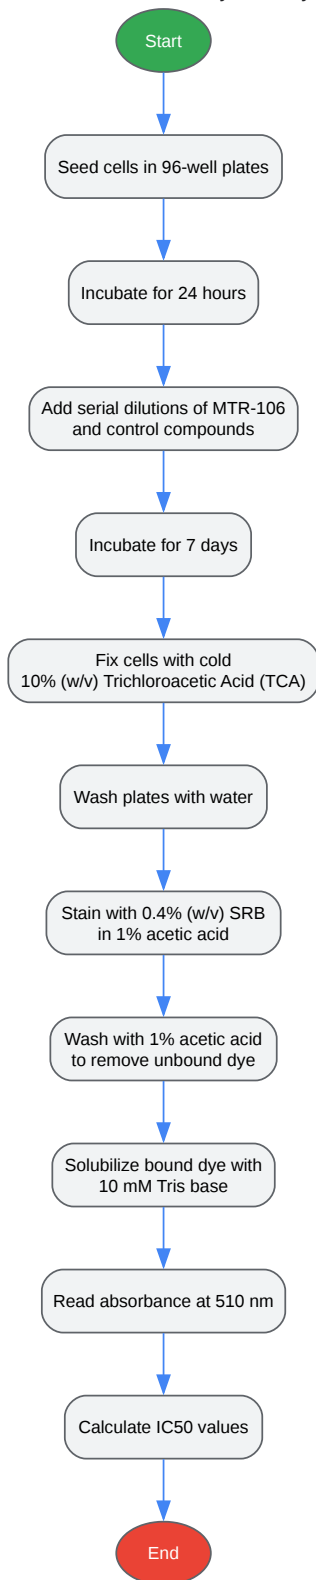 Start
Seed cells in 96-well plates
Incubate for 24 hours
Add serial dilutions of MTR-106
and control compounds
Incubate for 7 days
Fix cells with cold
10% (w/v) Trichloroacetic Acid (TCA)
Wash plates with water
Stain with 0.4% (w/v) SRB
in 1% acetic acid
Wash with 1% acetic acid
to remove unbound dye
Solubilize bound dye with
10 mM Tris base
Read absorbance at 510 nm
Calculate IC50 values
End